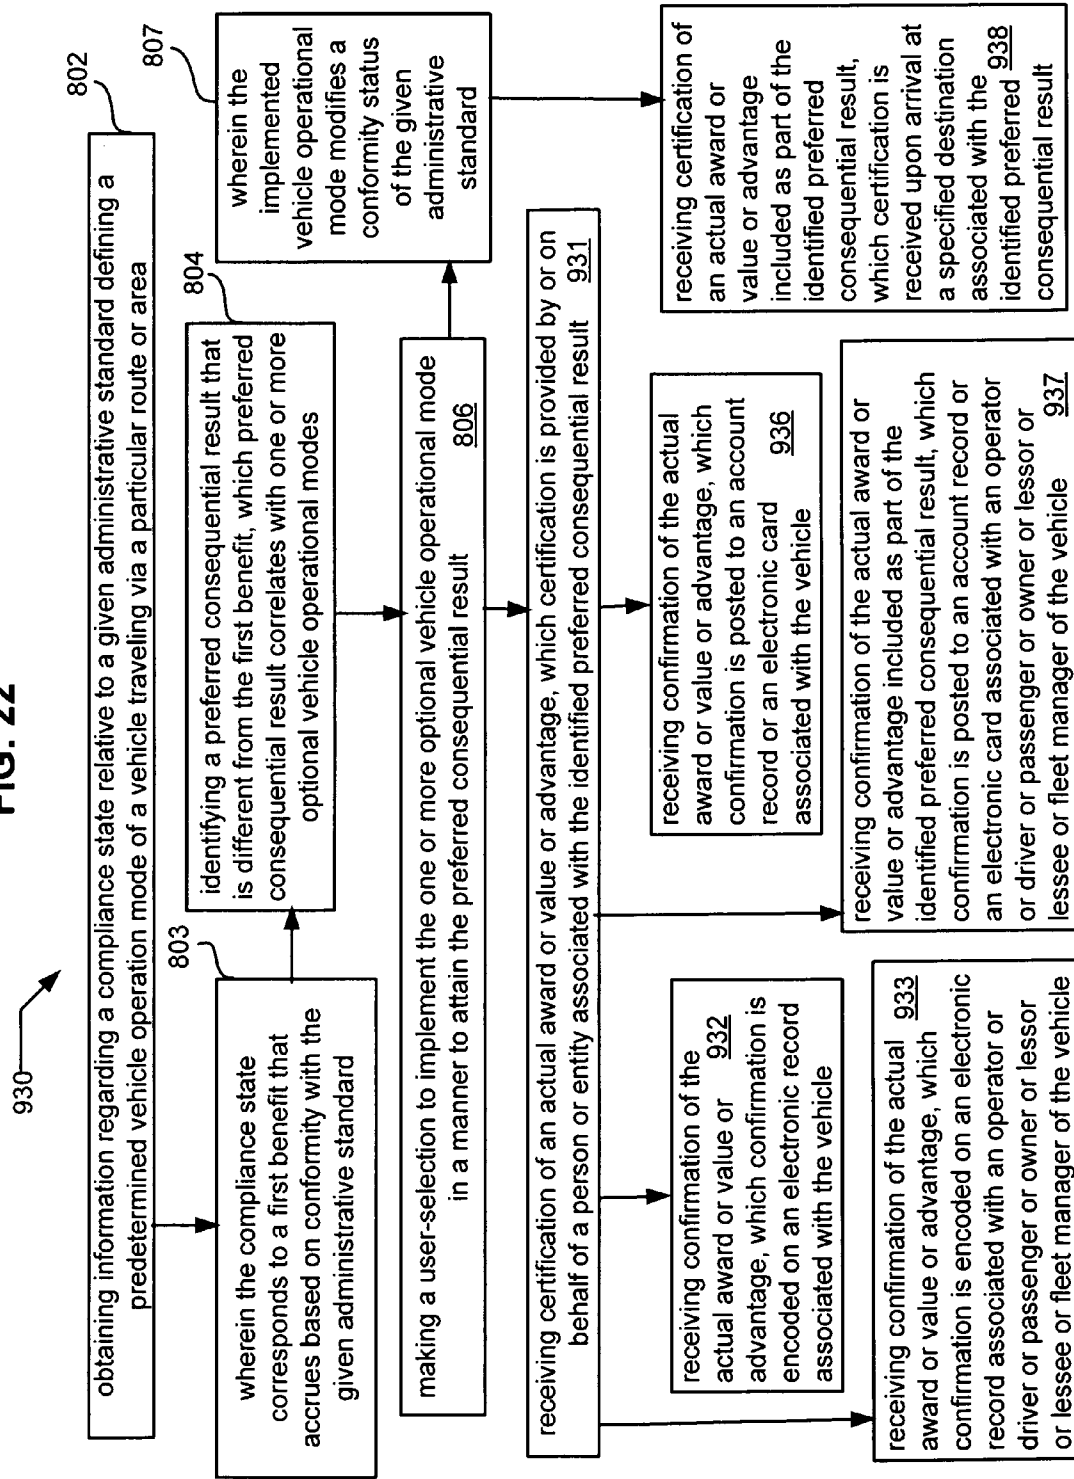 FIG. 22
930
802
obtaining information regarding a compliance state relative to a given administrative standard defining a
predetermined vehicle operation mode of a vehicle traveling via a particular route or area
803
wherein the compliance state
corresponds to a first benefit that
accrues based on conformity with the
given administrative standard
804
identifying a preferred consequential result that
is different from the first benefit, which preferred
consequential result correlates with one or more
optional vehicle operational modes
807
wherein the
implemented
vehicle operational
mode modifies a
conformity status
of the given
administrative
standard
making a user-selection to implement the one or more optional vehicle operational mode
in a manner to attain the preferred consequential result 806
receiving certification of an actual award or value or advantage, which certification is provided by or on
behalf of a person or entity associated with the identified preferred consequential result 931
receiving confirmation of the
actual award or value or 932
advantage, which confirmation is
encoded on an electronic record
associated with the vehicle
receiving confirmation of the actual 933
award or value or advantage, which
confirmation is encoded on an electronic
record associated with an operator or
driver or passenger or owner or lessor
or lessee or fleet manager of the vehicle
receiving confirmation of the actual
award or value or advantage, which
confirmation is posted to an account
record or an electronic card
associated with the vehicle 936
receiving confirmation of the actual award or
value or advantage included as part of the
identified preferred consequential result, which
confirmation is posted to an account record or
an electronic card associated with an operator
or driver or passenger or owner or lessor or
lessee or fleet manager of the vehicle 937
receiving certification of
an actual award or
value or advantage
included as part of the
identified preferred
consequential result,
which certification is
received upon arrival at
a specified destination
associated with the
identified preferred 938
consequential result